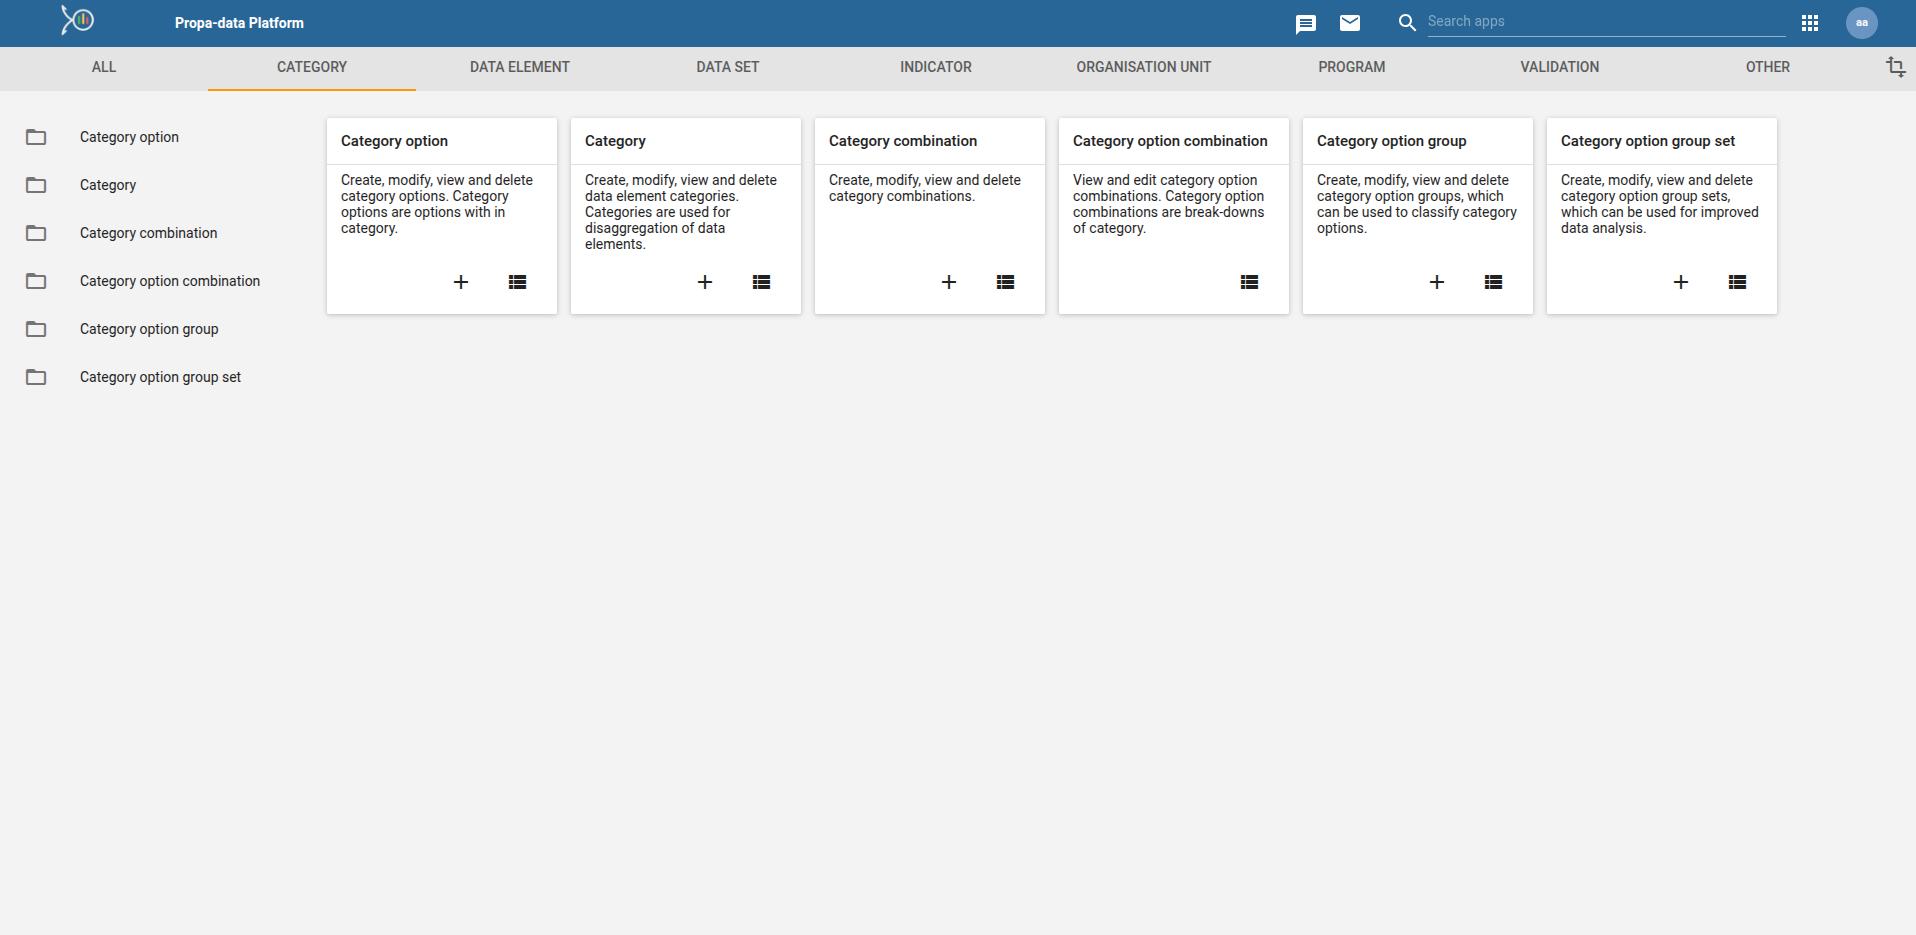 Propa-data Platform
Search apps
aa
ALL
CATEGORY
DATA ELEMENT
DATA SET
INDICATOR
ORGANISATION UNIT
PROGRAM
VALIDATION
OTHER
Category option
Category
Category combination
Category option combination
Category option group
Category option group set
Category option
Create, modify, view and delete
category options. Category
options are options with in
category.
Category
Create, modify, view and delete
data element categories.
Categories are used for
disaggregation of data
elements.
Category combination
Create, modify, view and delete
category combinations.
Category option combination
View and edit category option
combinations. Category option
combinations are break-downs
of category.
Category option group
Create, modify, view and delete
category option groups, which
can be used to classify category
options.
Category option group set
Create, modify, view and delete
category option group sets,
which can be used for improved
data analysis.